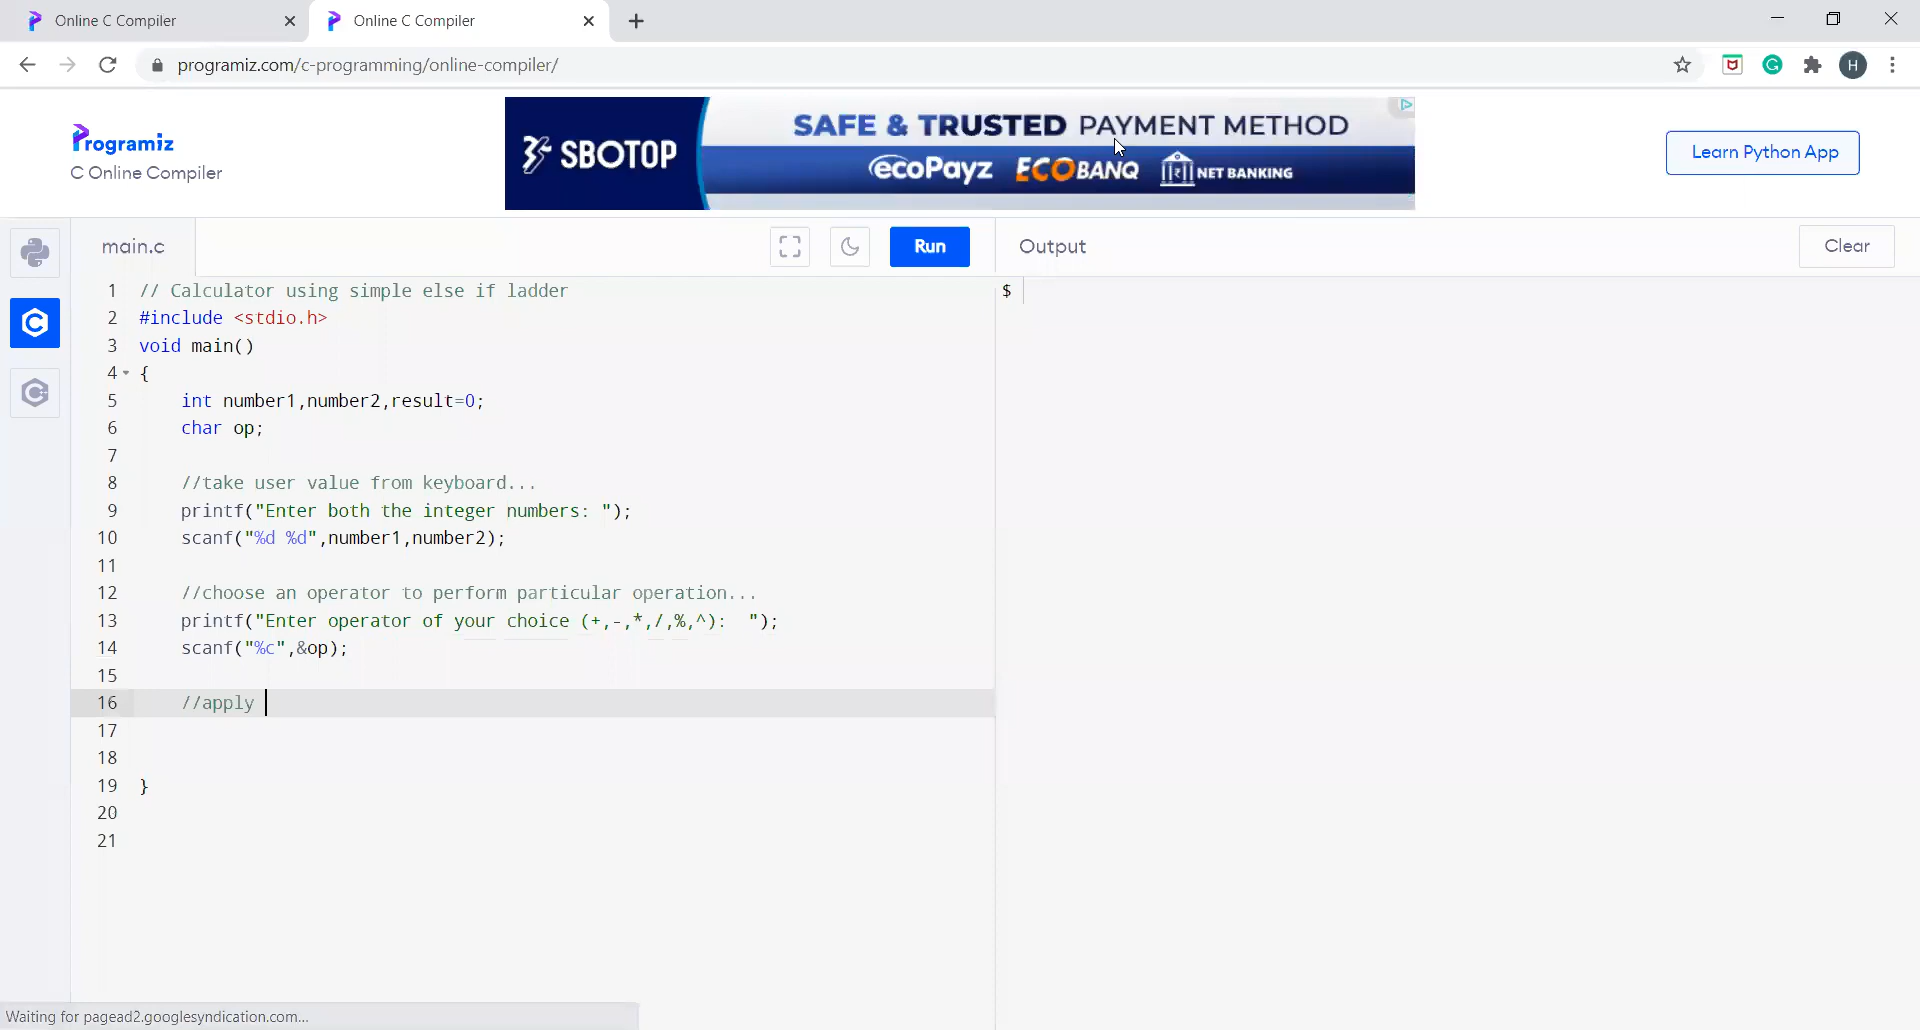 Online C Compiler
Online C Compiler
programiz.com/c-programming/online-compiler/
H
Programiz
C Online Compiler
SBOTOP
SAFE & TRUSTED PAYMENT METHOD
ecoPayz ECOBANQ NET BANKING
Learn Python App
main.c
Run
Output
Clear
1 // Calculator using simple else if ladder
2 #include <stdio.h>
3 void main()
4 {
5 int number1,number2,result=0;
6 char op;
7
8 //take user value from keyboard...
9 printf("Enter both the integer numbers: ");
10 scanf("%d %d",number1,number2);
11
12 //choose an operator to perform particular operation...
13 printf("Enter operator of your choice (+,-,*,/,%,^):  ");
14 scanf("%c",&op);
15
16 //apply
17
18
19 }
20
21
$
Waiting for pagead2.googlesyndication.com...